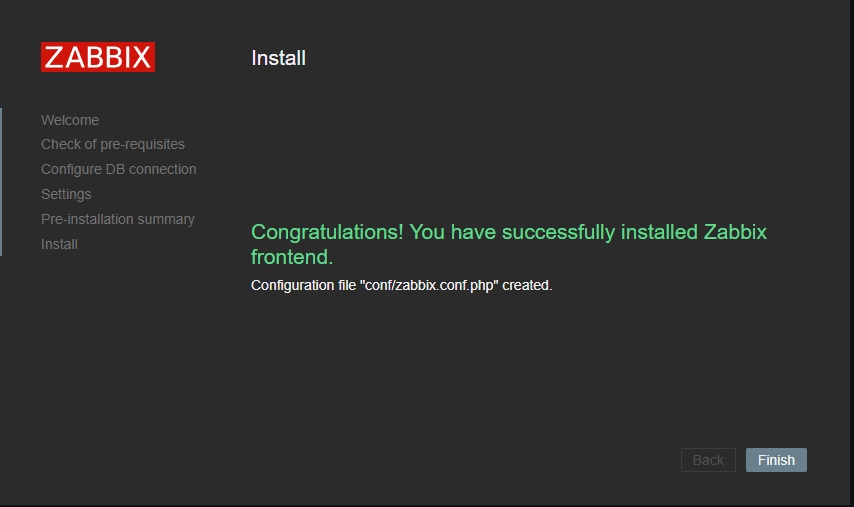 ZABBIX
Install
Welcome
Check of pre-requisites
Configure DB connection
Settings
Pre-installation summary
Install
Congratulations! You have successfully installed Zabbix
frontend.
Configuration file "conf/zabbix.conf.php" created.
Back
Finish